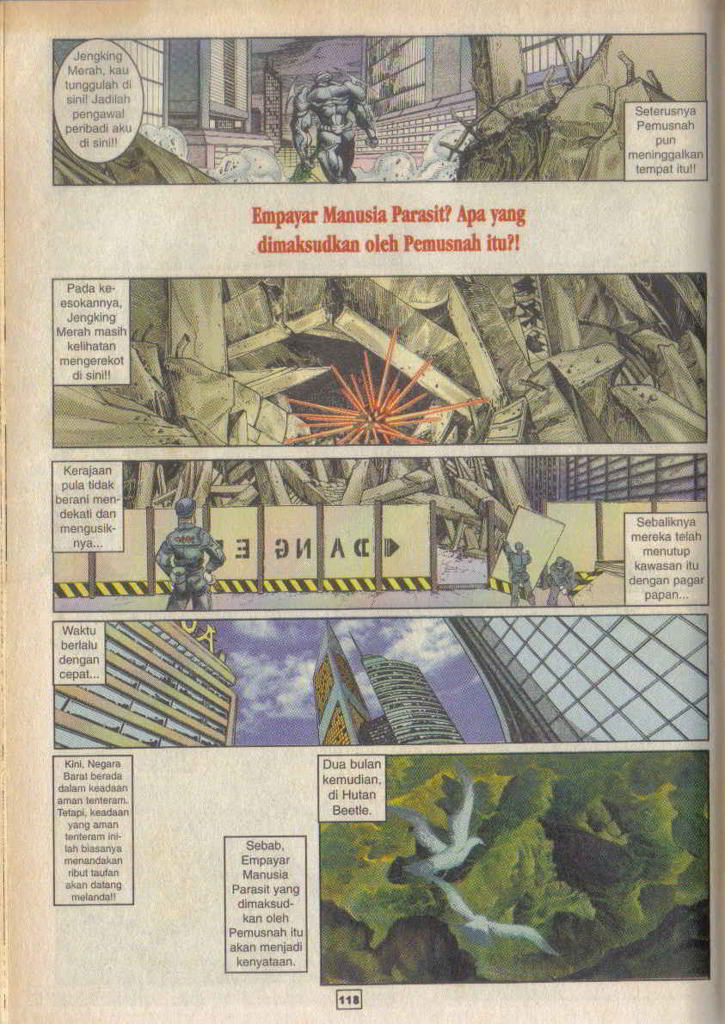 Jengking
Merah, kau
tunggulah di
sini! Jadilah
pengawal
peribadi aku
di sini!!
Seterusnya
Pemusnah
pun
meninggalkan
tempat itu!!
Empayar Manusia Parasit? Apa yang
dimaksudkan oleh Pemusnah itu?!
Pada ke-
esokannya,
Jengking
Merah masih
kelihatan
mengerekot
di sini!!
Kerajaan
pula tidak
berani men-
dekati dan
mengusik-
nya...
DANGE
Sebaliknya
mereka telah
menutup
kawasan itu
dengan pagar
papan...
Waktu
berlalu
dengan
cepat...
Kini, Negara
Barat berada
dalam keadaan
aman tenteram.
Tetapi, keadaan
yang aman
tenteram ini-
lah biasanya
menandakan
ribut taufan
akan datang
melanda!!
Sebab,
Empayar
Manusia
Parasit yang
dimaksud-
kan oleh
Pemusnah itu
akan menjadi
kenyataan.
Dua bulan
kemudian,
di Hutan
Beetle.
118